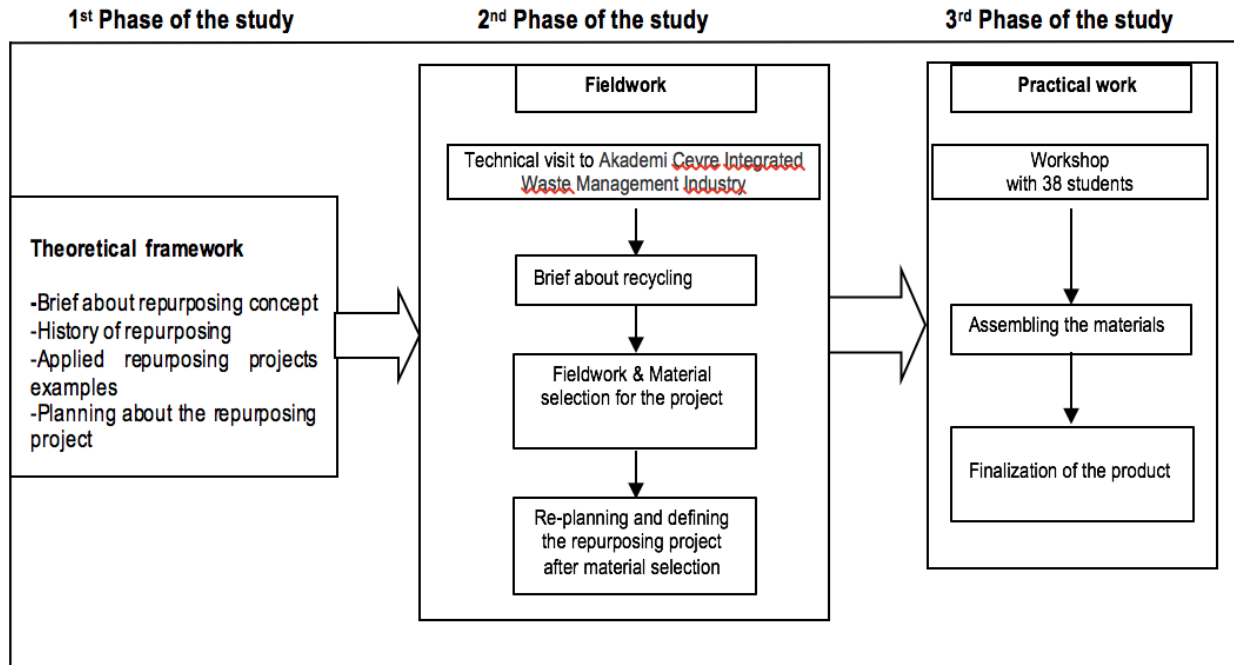 1st Phase of the study
2nd Phase of the study
3rd Phase of the study
Theoretical framework
-Brief about repurposing concept
-History of repurposing
-Applied repurposing projects
examples
-Planning about the repurposing
project
Fieldwork
Technical visit to Akademi Cevre Integrated
Waste Management Industry
Brief about recycling
Fieldwork & Material
selection for the project
Re-planning and defining
the repurposing project
after material selection
Practical work
Workshop
with 38 students
Assembling the materials
Finalization of the product